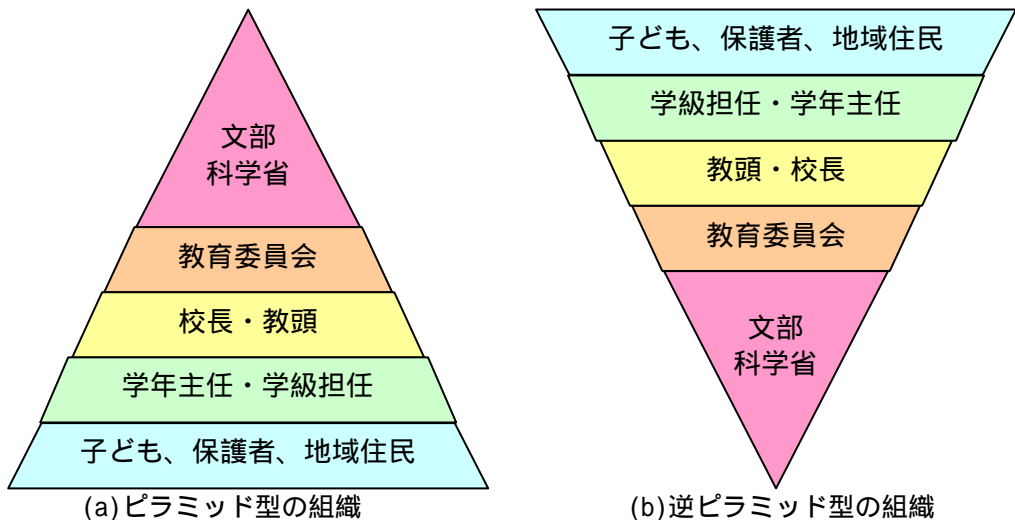 文部
科学省
教育委員会
校長・教頭
学年主任・学級担任
子ども、保護者、地域住民
(a)ピラミッド型の組織
子ども、保護者、地域住民
学級担任・学年主任
教頭・校長
教育委員会
文部
科学省
(b)逆ピラミッド型の組織